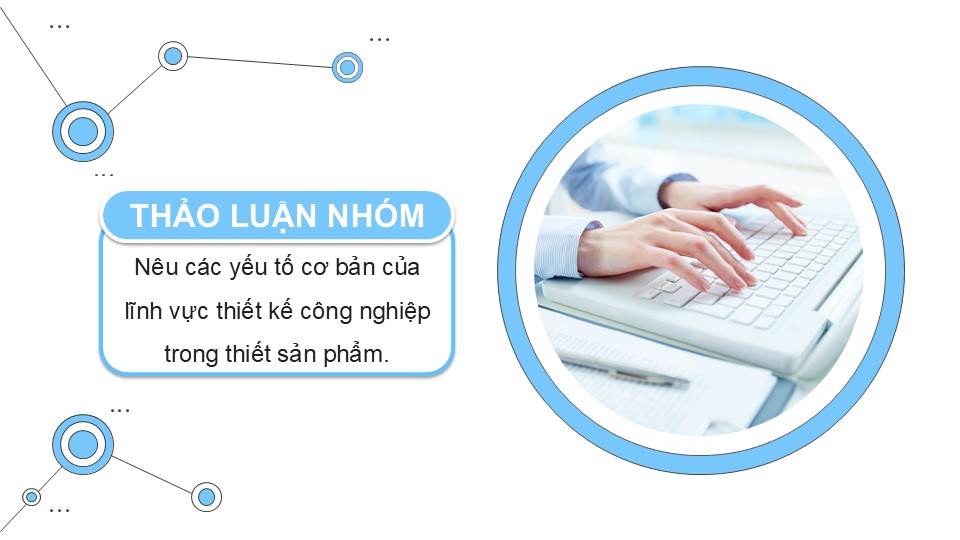 THẢO LUẬN NHÓM
Nêu các yếu tố cơ bản của
lĩnh vực thiết kế công nghiệp
trong thiết sản phẩm.